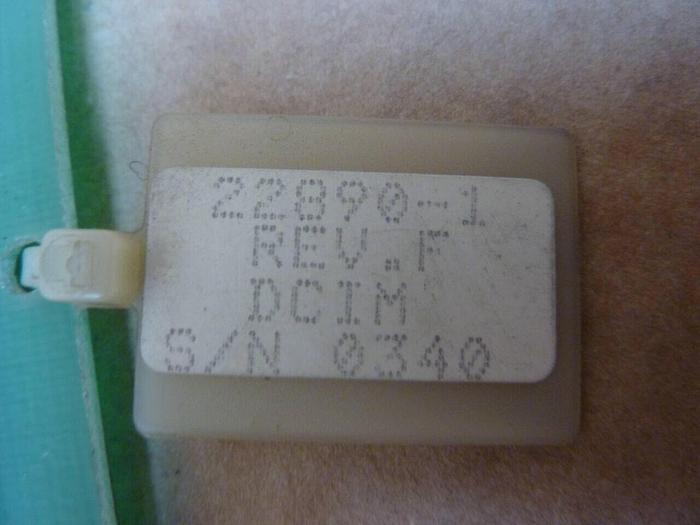 22890-1
REV.F
DCIM
S/N 0340